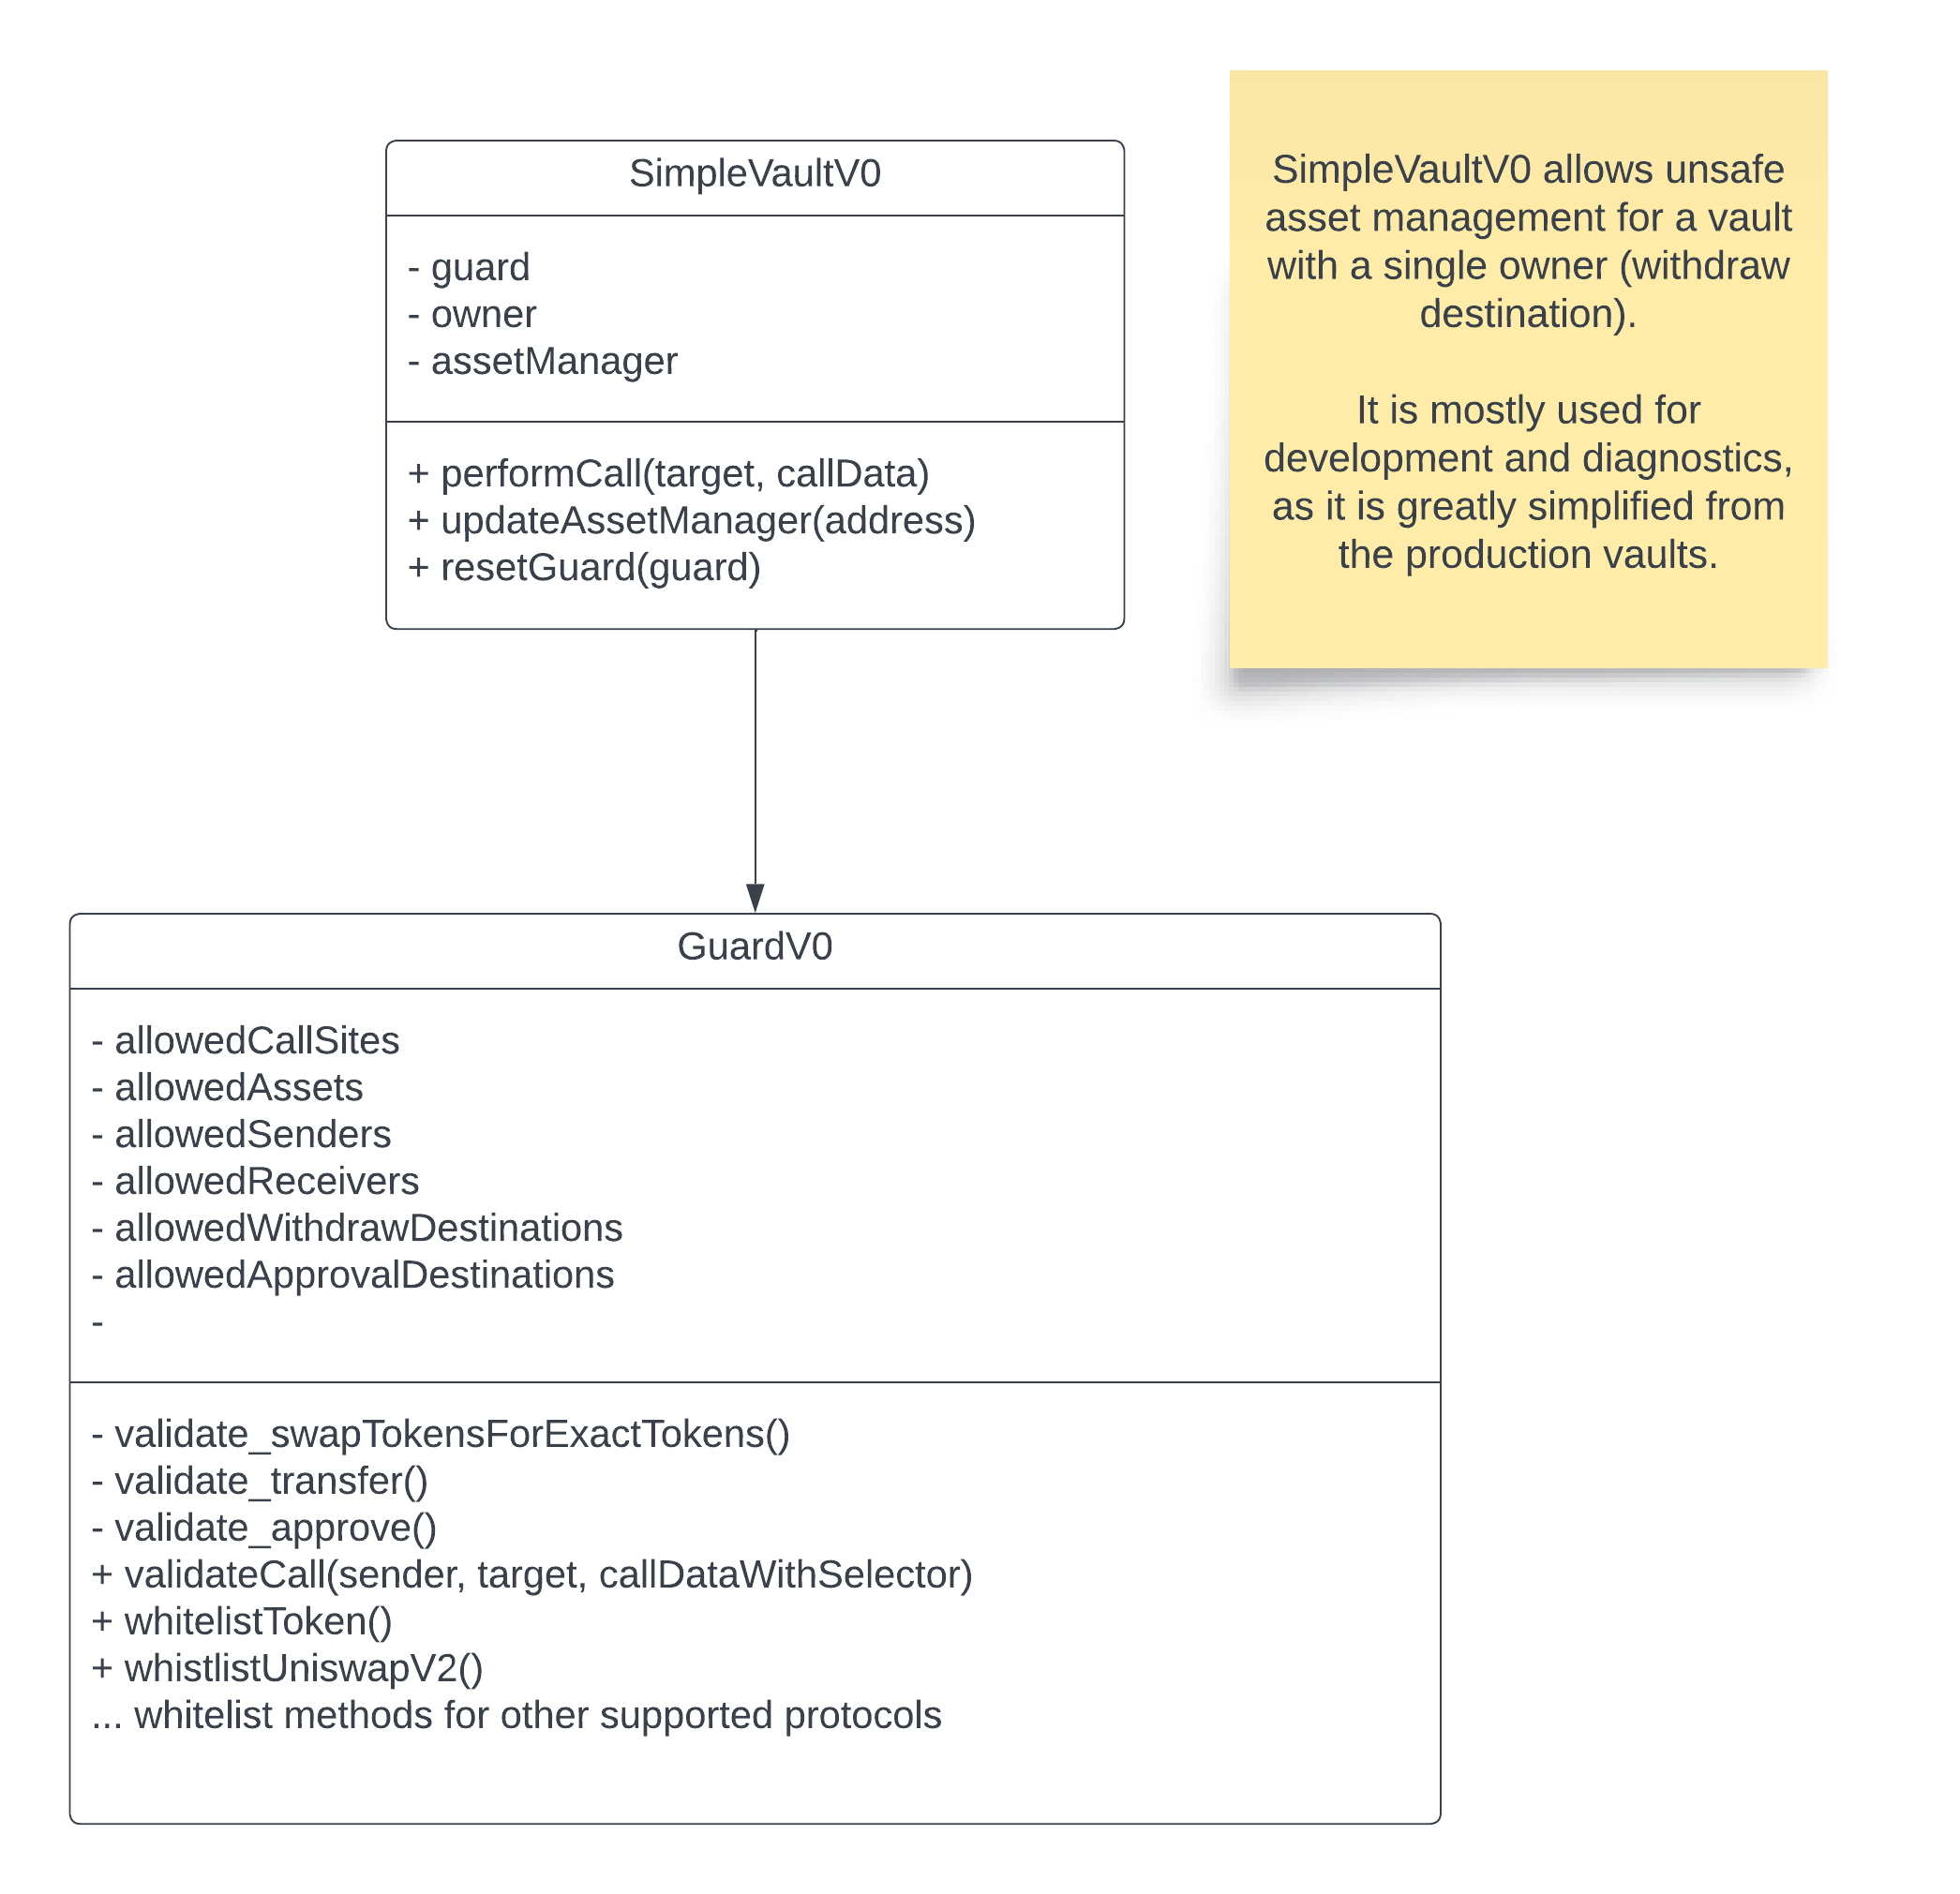 SimpleVaultV0
- guard
- owner
- assetManager
+ performCall(target, callData)
+ updateAssetManager(address)
+ resetGuard(guard)
SimpleVaultV0 allows unsafe
asset management for a vault
with a single owner (withdraw
destination).
It is mostly used for
development and diagnostics,
as it is greatly simplified from
the production vaults.
GuardV0
- allowedCallSites
- allowedAssets
- allowedSenders
- allowedReceivers
- allowedWithdrawDestinations
- allowedApprovalDestinations
-
- validate_swapTokensForExactTokens()
- validate_transfer()
- validate_approve()
+ validateCall(sender, target, callDataWithSelector)
+ whitelistToken()
+ whistlistUniswapV2()
... whitelist methods for other supported protocols